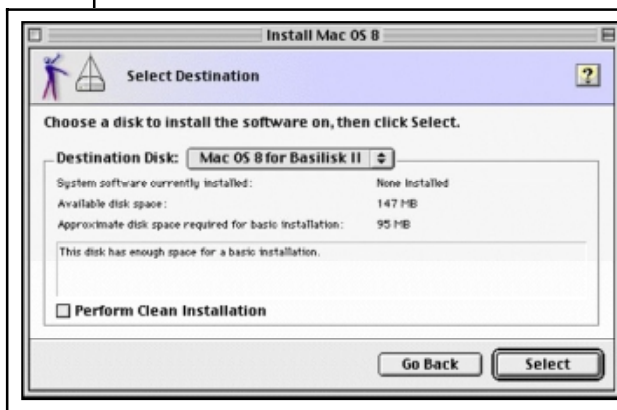 Install Mac OS 8
Select Destination
?
Choose a disk to install the software on, then click Select.
Destination Disk: Mac OS 8 for Basilisk II
System software currently installed: None Installed
Available disk space: 147 MB
Approximate disk space required for basic installation: 95 MB
This disk has enough space for a basic installation.
Perform Clean Installation
Go Back Select